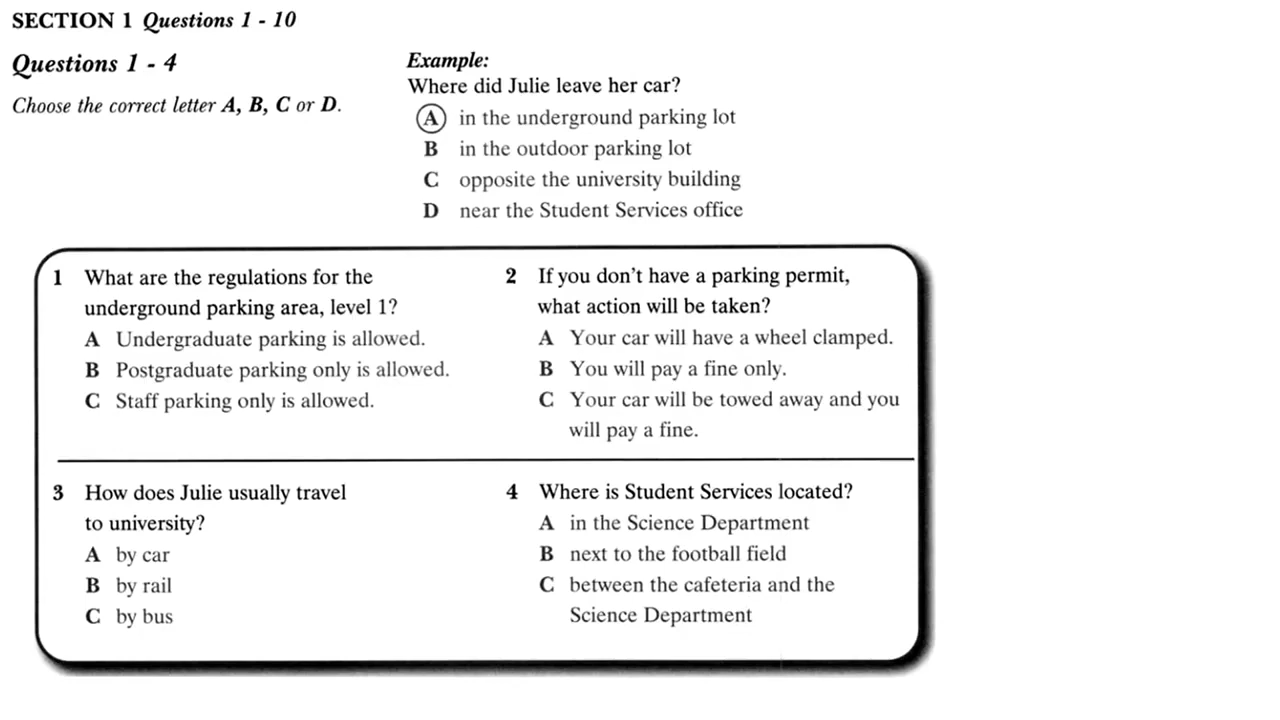 SECTION 1 Questions 1 - 10
Questions 1 - 4
Choose the correct letter A, B, C or D.
Example:
Where did Julie leave her car?
A in the underground parking lot
B in the outdoor parking lot
C opposite the university building
D near the Student Services office
1 What are the regulations for the
underground parking area, level 1?
A Undergraduate parking is allowed.
B Postgraduate parking only is allowed.
C Staff parking only is allowed.
2 If you don't have a parking permit,
what action will be taken?
A Your car will have a wheel clamped.
B You will pay a fine only.
C Your car will be towed away and you
will pay a fine.
3 How does Julie usually travel
to university?
A by car
B by rail
C by bus
4 Where is Student Services located?
A in the Science Department
B next to the football field
C between the cafeteria and the
Science Department